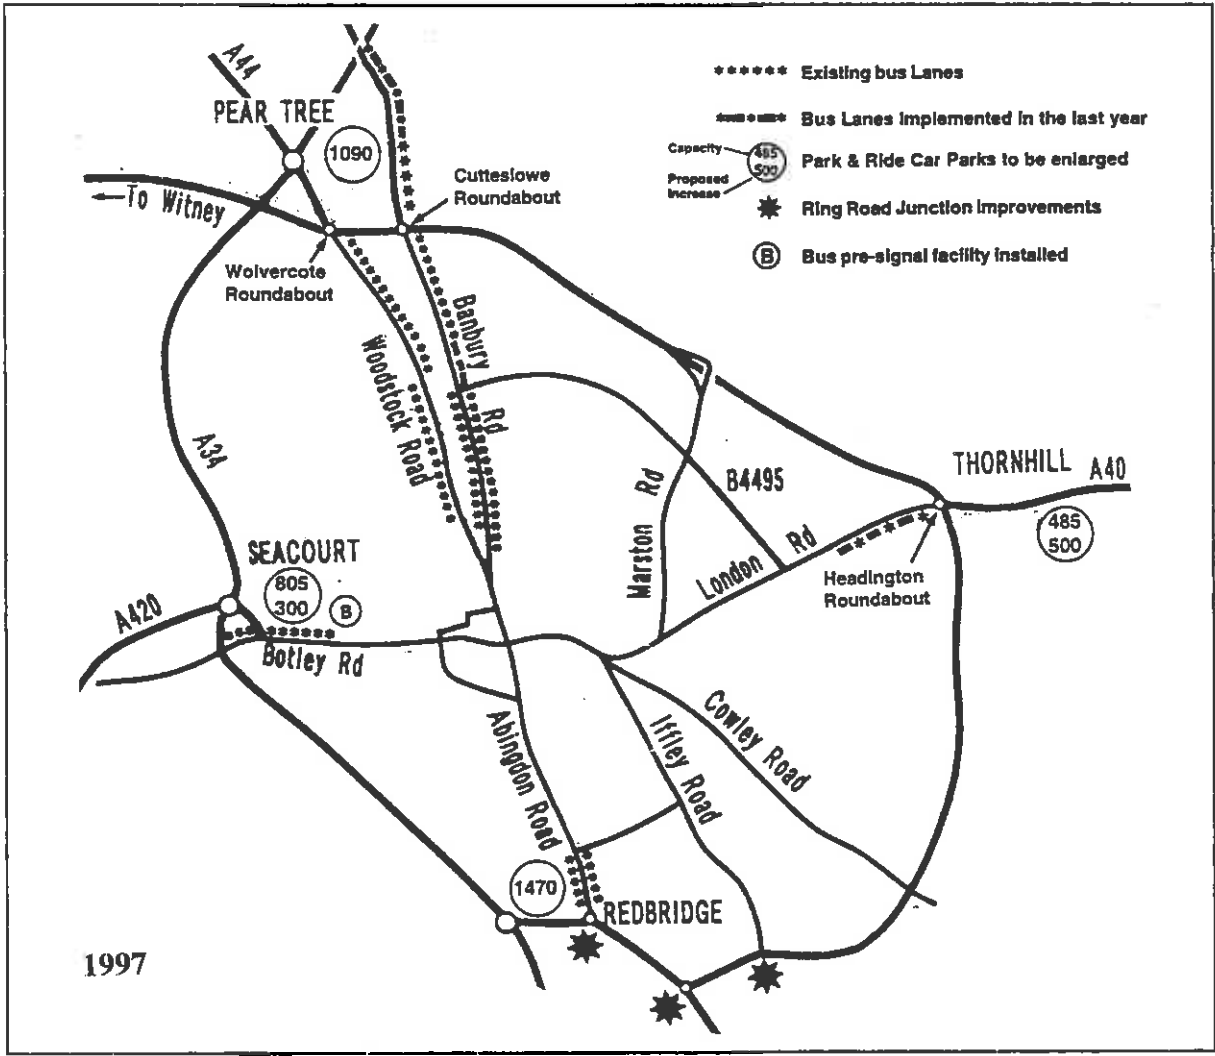 A44
PEAR TREE
1090
To Witney
Cutteslowe
Roundabout
Wolvercote
Roundabout
Existing bus Lanes
Bus Lanes Implemented in the last year
Capacity
485
500
Proposed
Increase
Park & Ride Car Parks to be enlarged
Ring Road Junction Improvements
B
Bus pre-signal facility installed
Banbury
Rd
Woodstock Road
A34
B4495
Marston Rd
London Rd
THORNHILL
A40
485
500
Headington
Roundabout
SEACOURT
805
300
B
A420
Botley Rd
Abingdon Road
Iffley Road
Cowley Road
1470
REDBRIDGE
1997